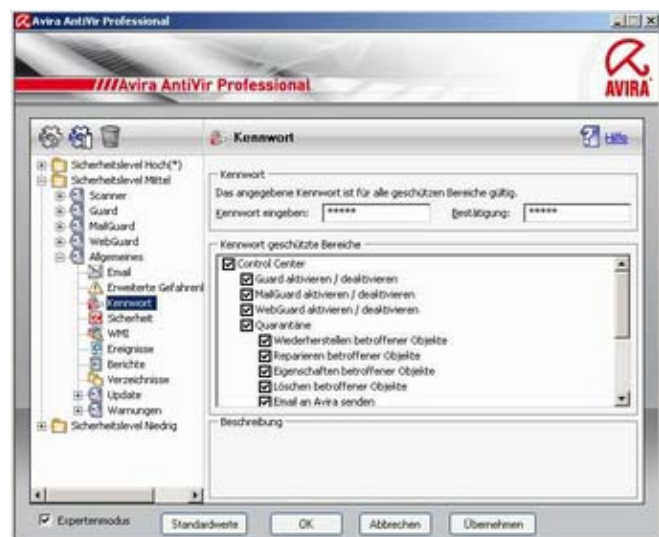 Avira AntiVir Professional
Avira AntiVir Professional
AVIRA
Kennwort
Hilfe
Sicherheitslevel Hoch(*)
Sicherheitslevel Mittel
Scanner
Guard
MailGuard
WebGuard
Allgemeines
Email
Erweiterte Gefahren
Kennwort
Sicherheit
WMI
Ereignisse
Berichte
Verzeichnisse
Update
Warnungen
Sicherheitslevel Niedrig
Kennwort
Das angegebene Kennwort ist für alle geschützen Bereiche gültig.
Kennwort eingeben: ***** Bestätigung: *****
Kennwort geschützte Bereiche
Control Center
Guard aktivieren / deaktivieren
MailGuard aktivieren / deaktivieren
WebGuard aktivieren / deaktivieren
Quarantäne
Wiederherstellen betroffener Objekte
Reparieren betroffener Objekte
Eigenschaften betroffener Objekte
Löschen betroffener Objekte
Email an Avira senden
Beschreibung
Expertenmodus
Standardwerte
OK
Abbrechen
Übernehmen